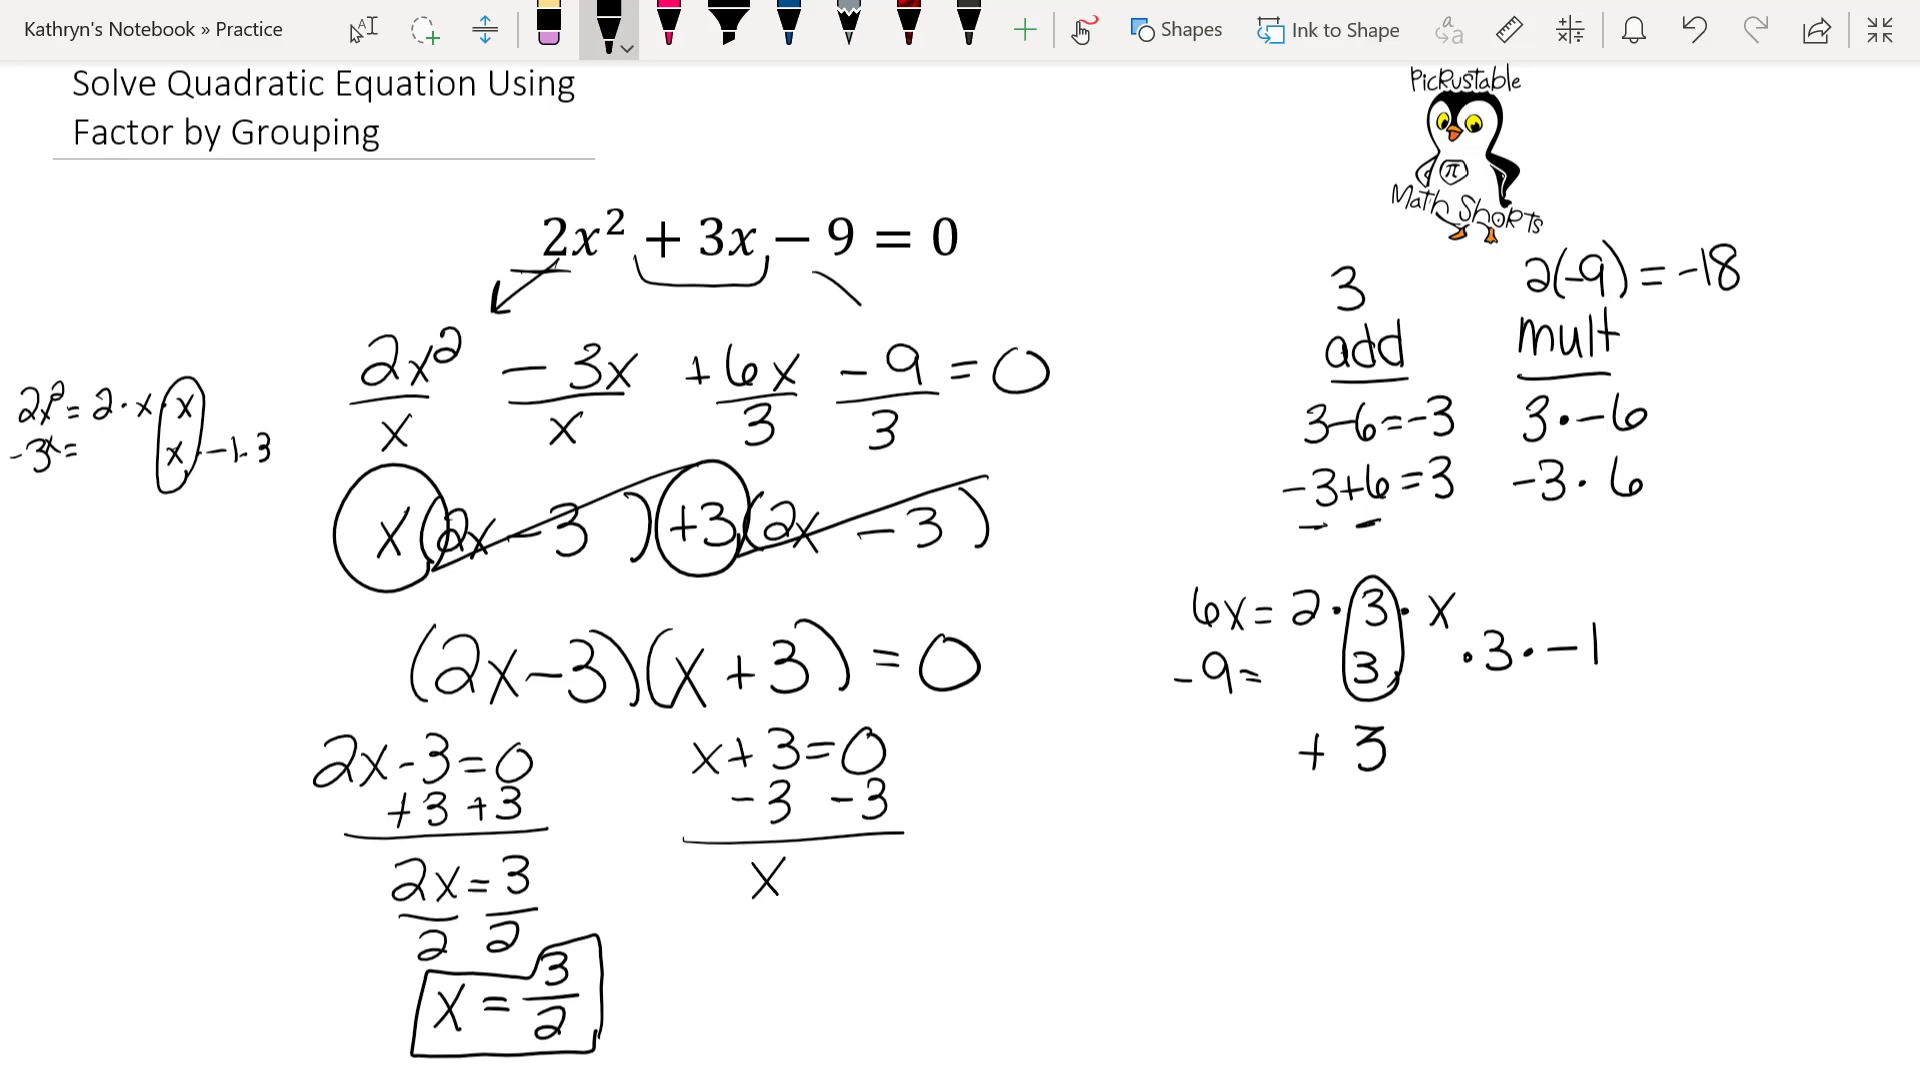 Kathryn's Notebook » Practice
Shapes
Ink to Shape
Solve Quadratic Equation Using
Factor by Grouping
PickRustable
π
Math Shorts
2x² + 3x − 9 = 0
3
2(-9) = -18
add
mult
3-6=-3
3·-6
-3+6=3
-3·6
2x² - 3x +6x - 9 = 0
x x 3 3
2x²= 2·x·x
-3x= x·-1·3
x(2x-3)+3(2x-3)
6x = 2·3·x
-9= 3·3·-1
+ 3
(2x-3)(x+3)=0
2x-3=0
+3 +3
2x=3
2 2
x = 3/2
x+3=0
-3 -3
x